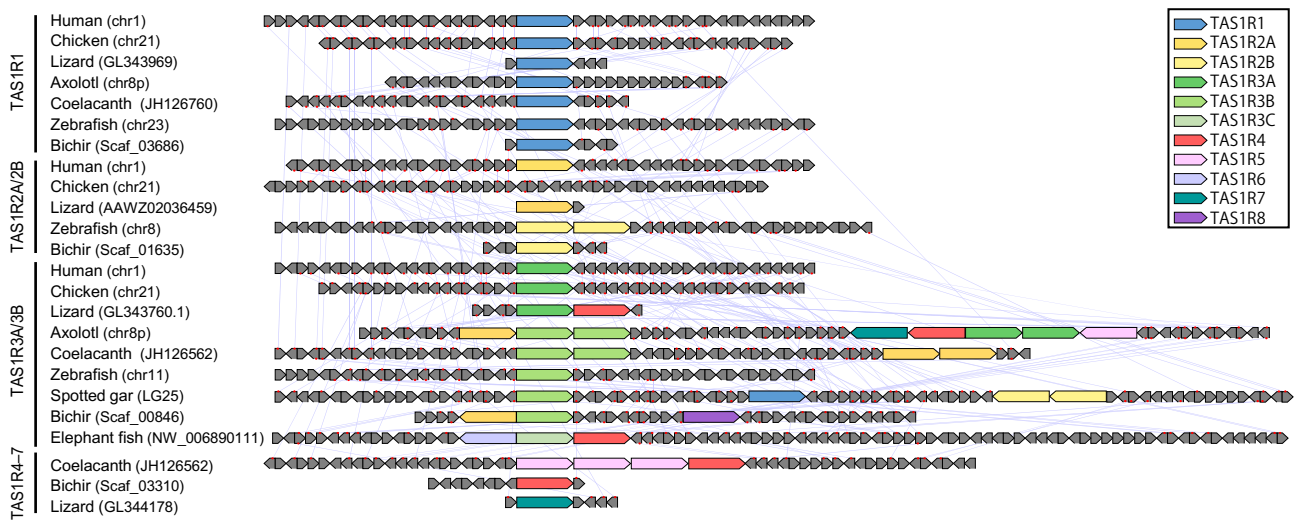 TAS1R1
Human (chr1)
Chicken (chr21)
Lizard (GL343969)
Axolotl (chr8p)
Coelacanth (JH126760)
Zebrafish (chr23)
Bichir (Scaf_03686)
TAS1R2A/2B
Human (chr1)
Chicken (chr21)
Lizard (AAWZ02036459)
Zebrafish (chr8)
Bichir (Scaf_01635)
TAS1R3A/3B
Human (chr1)
Chicken (chr21)
Lizard (GL343760.1)
Axolotl (chr8p)
Coelacanth (JH126562)
Zebrafish (chr11)
Spotted gar (LG25)
Bichir (Scaf_00846)
Elephant fish (NW_006890111)
TAS1R4–7
Coelacanth (JH126562)
Bichir (Scaf_03310)
Lizard (GL344178)
TAS1R1
TAS1R2A
TAS1R2B
TAS1R3A
TAS1R3B
TAS1R3C
TAS1R4
TAS1R5
TAS1R6
TAS1R7
TAS1R8